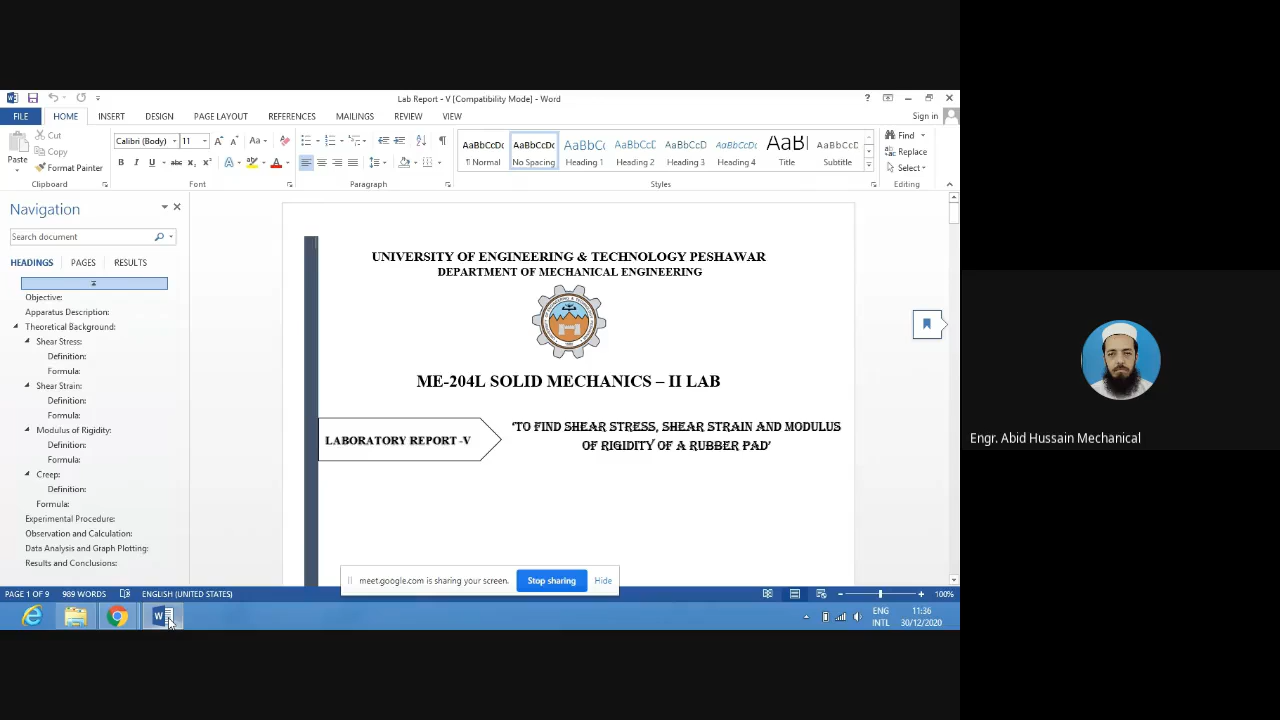 Lab Report - V [Compatibility Mode] - Word
?
Sign in
FILE HOME INSERT DESIGN PAGE LAYOUT REFERENCES MAILINGS REVIEW VIEW
Paste
Cut
Copy
Format Painter
Clipboard
Calibri (Body) 11
B I U abc x₂ x²
Aa
Font
Paragraph
AaBbCcDc AaBbCcDc AaBbCc AaBbCcD AaBbCcD AaBbCcD AaBl AaBbCcD
¶ Normal No Spacing Heading 1 Heading 2 Heading 3 Heading 4 Title Subtitle
Styles
Find
Replace
Select
Editing
Navigation
Search document
HEADINGS PAGES RESULTS
Objective:
Apparatus Description:
Theoretical Background:
Shear Stress:
Definition:
Formula:
Shear Strain:
Definition:
Formula:
Modulus of Rigidity:
Definition:
Formula:
Creep:
Definition:
Formula:
Experimental Procedure:
Observation and Calculation:
Data Analysis and Graph Plotting:
Results and Conclusions:
UNIVERSITY OF ENGINEERING & TECHNOLOGY PESHAWAR
DEPARTMENT OF MECHANICAL ENGINEERING
ME-204L SOLID MECHANICS – II LAB
LABORATORY REPORT -V
‘TO FIND SHEAR STRESS, SHEAR STRAIN AND MODULUS
OF RIGIDITY OF A RUBBER PAD’
meet.google.com is sharing your screen. Stop sharing Hide
PAGE 1 OF 9 989 WORDS ENGLISH (UNITED STATES) 100%
ENG 11:36
INTL 30/12/2020
Engr. Abid Hussain Mechanical